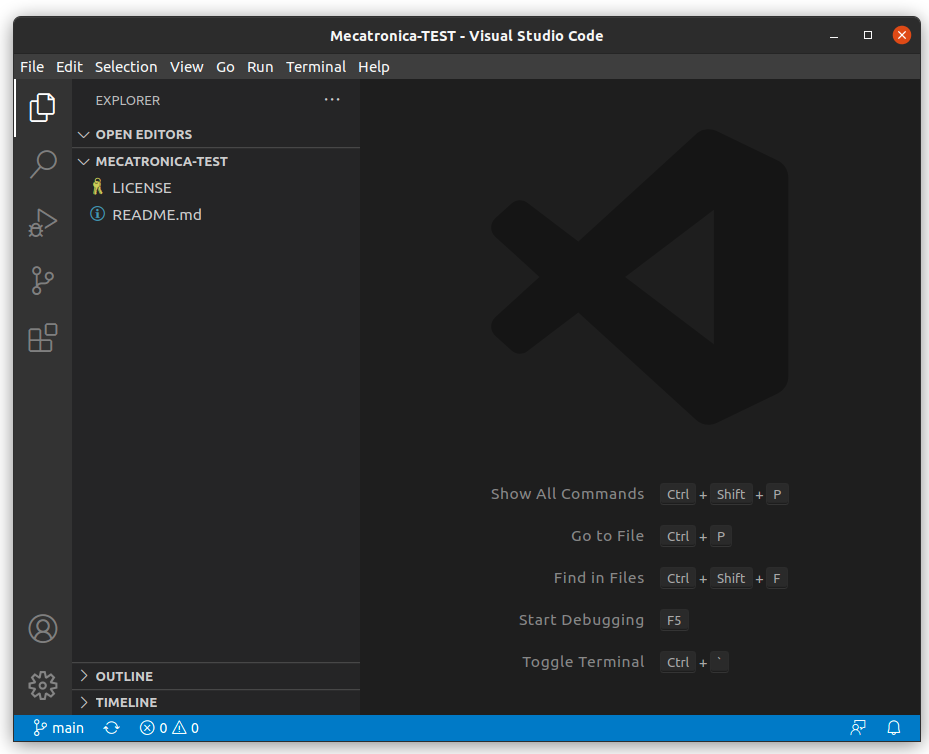 Mecatronica-TEST - Visual Studio Code
File Edit Selection View Go Run Terminal Help
EXPLORER
OPEN EDITORS
MECATRONICA-TEST
LICENSE
README.md
Show All Commands Ctrl + Shift + P
Go to File Ctrl + P
Find in Files Ctrl + Shift + F
Start Debugging F5
Toggle Terminal Ctrl + `
OUTLINE
TIMELINE
main 0 0